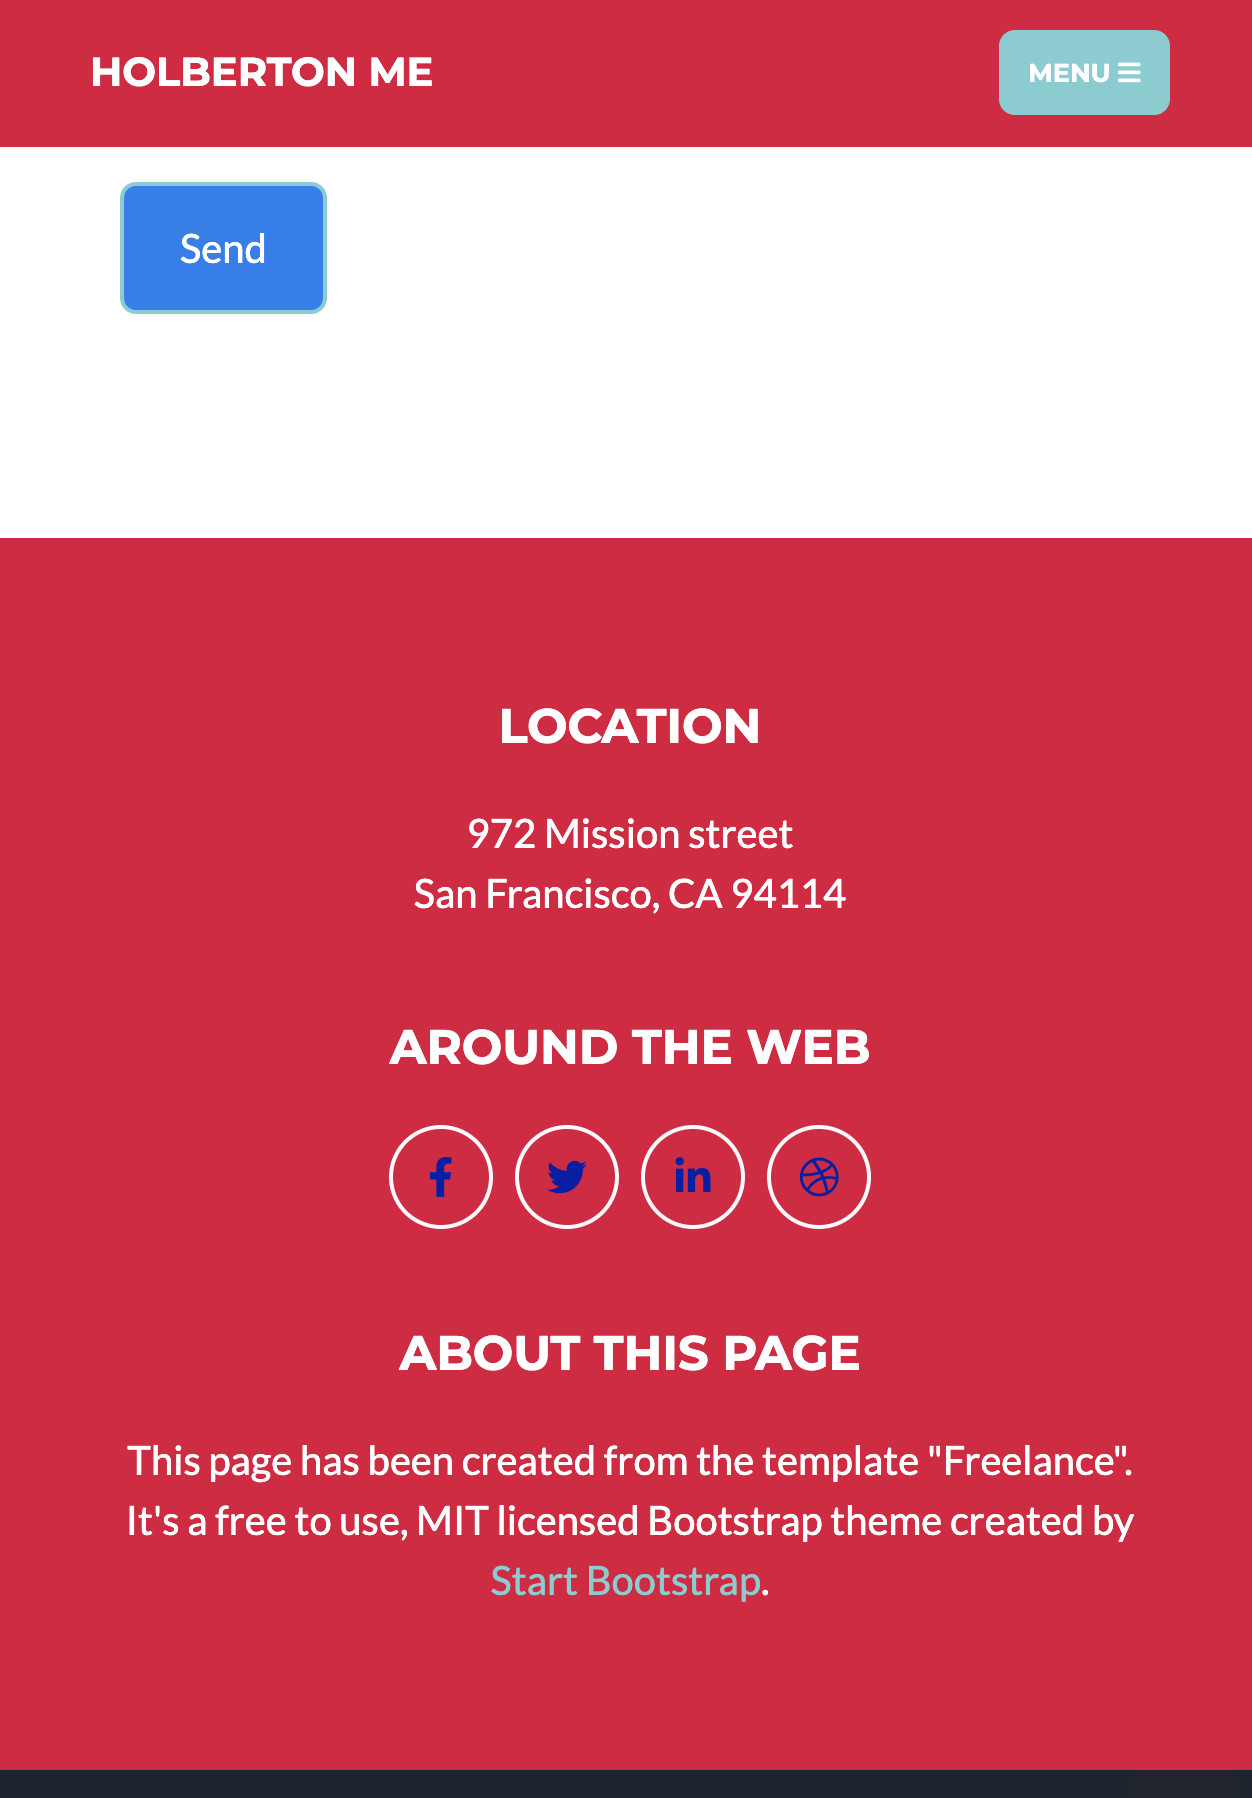 HOLBERTON ME
MENU
Send
LOCATION
972 Mission street
San Francisco, CA 94114
AROUND THE WEB
ABOUT THIS PAGE
This page has been created from the template "Freelance".
It's a free to use, MIT licensed Bootstrap theme created by
Start Bootstrap.